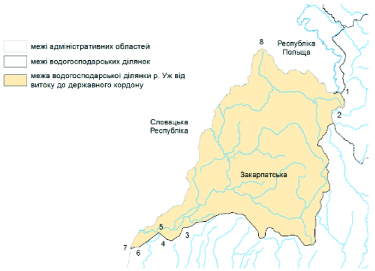 межі адміністративних областей
межі водогосподарських ділянок
межа водогосподарської ділянки р. Уж від
витоку до державного кордону
8
Республіка
Польща
1
2
Словацька
Республіка
Закарпатська
5
3
7
6
4